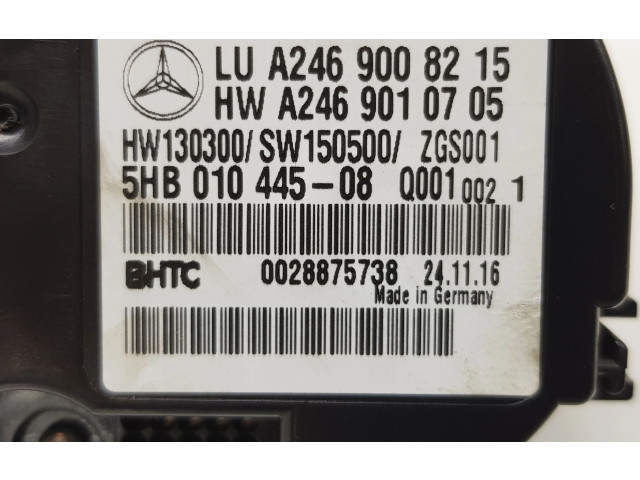 LU A246 900 82 15
HW A246 901 07 05
HW130300/ SW150500/ ZGS001
5HB 010 445-08 Q001 002 1
BHTC 0028875738 24.11.16
Made in Germany